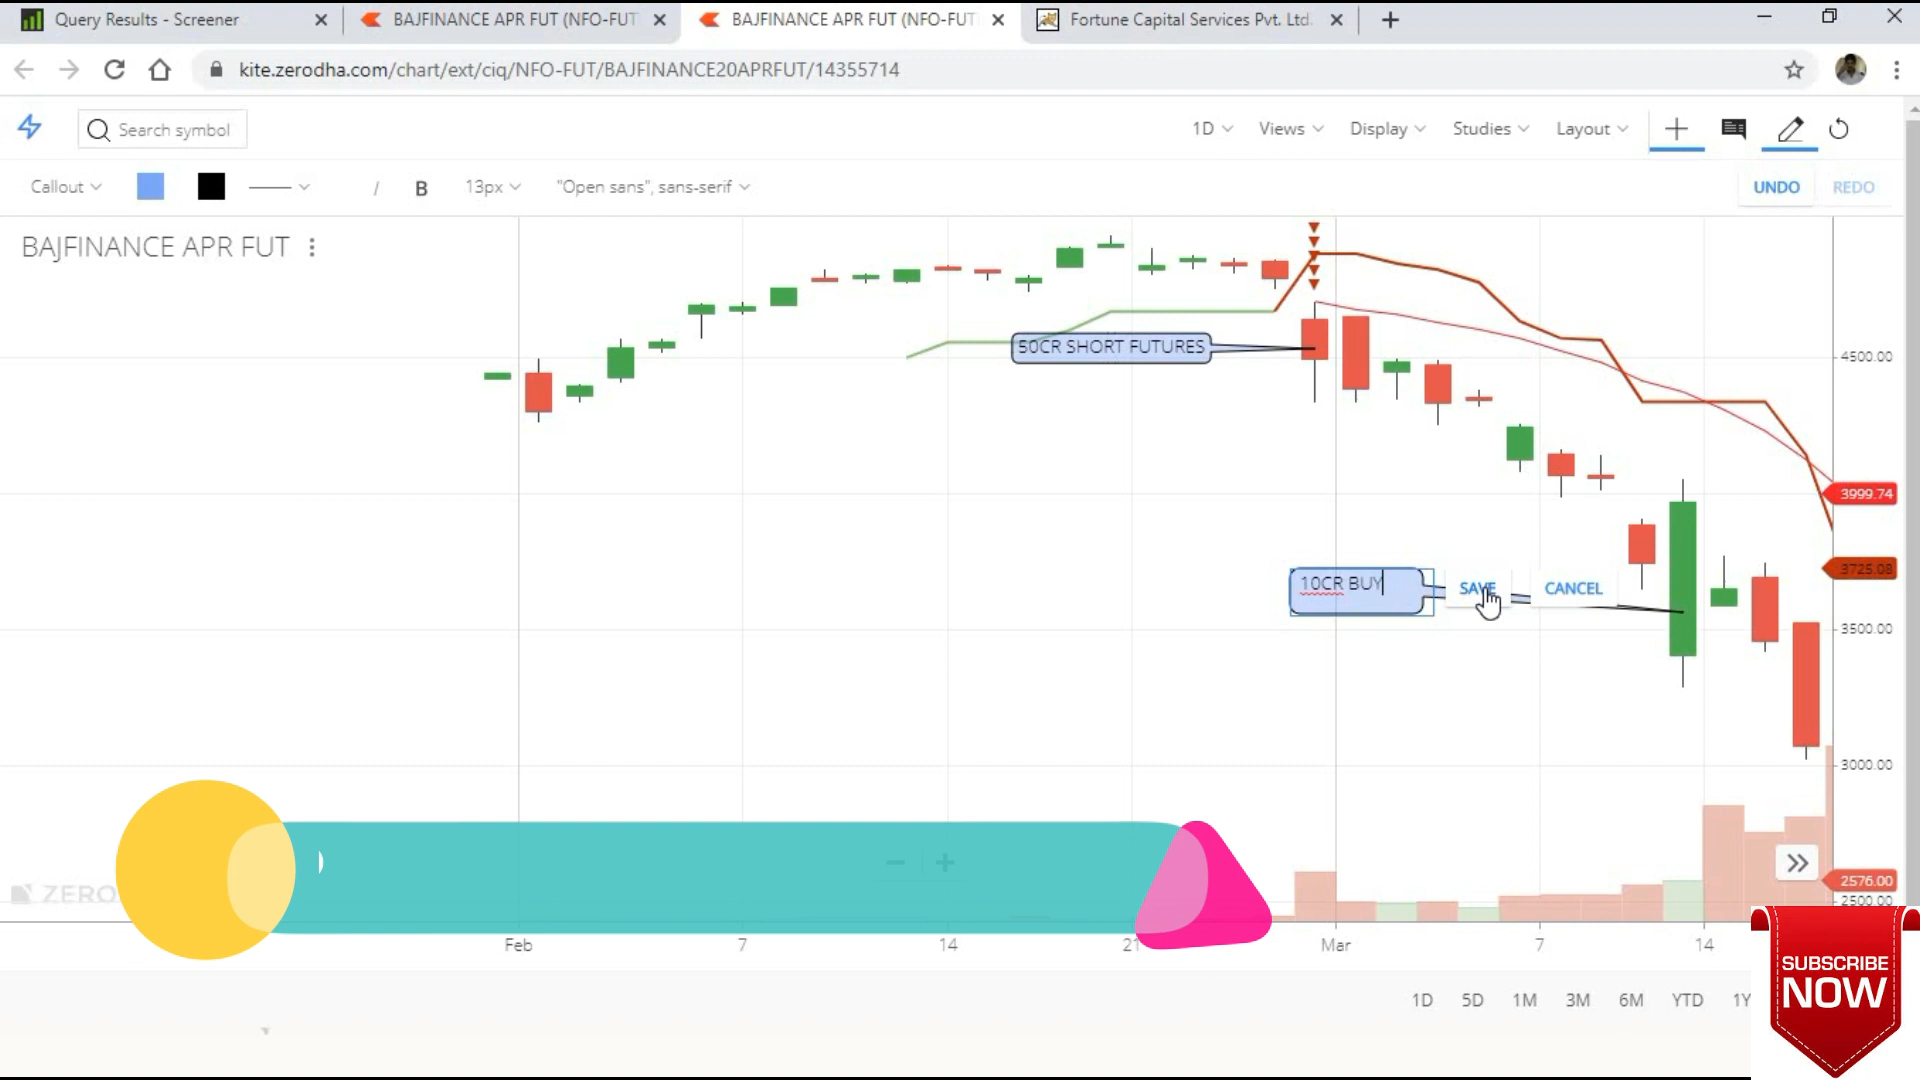 Query Results - Screener
BAJFINANCE APR FUT (NFO-FUT
BAJFINANCE APR FUT (NFO-FUT
Fortune Capital Services Pvt. Ltd.
kite.zerodha.com/chart/ext/ciq/NFO-FUT/BAJFINANCE20APRFUT/14355714
Search symbol
1D
Views
Display
Studies
Layout
Callout
I
B
13px
"Open sans", sans-serif
UNDO
REDO
BAJFINANCE APR FUT
50CR SHORT FUTURES
4500.00
3999.74
3725.08
10CR BUY
SAVE
CANCEL
3500.00
3000.00
2576.00
2500.00
ZERO
Feb
7
14
21
Mar
7
14
1D
5D
1M
3M
6M
YTD
1Y
SUBSCRIBE
NOW